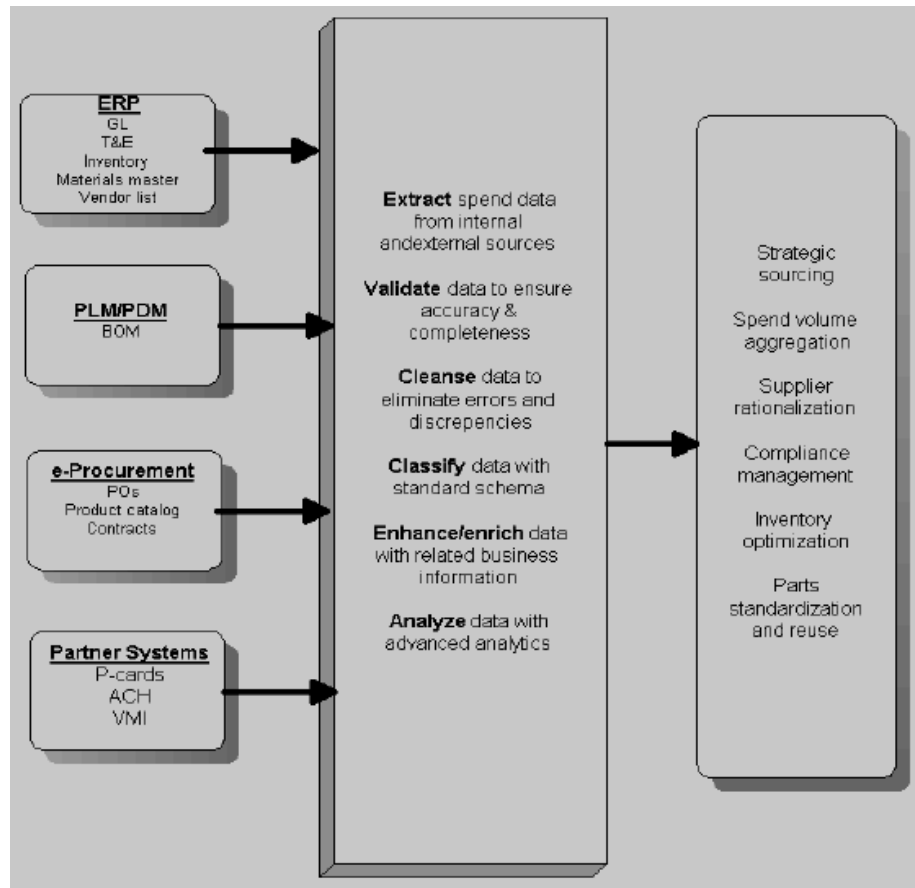 ERP
GL
T&E
Inventory
Materials master
Vendor list
PLM/PDM
BOM
e-Procurement
POs
Product catalog
Contracts
Partner Systems
P-cards
ACH
VMI
Extract spend data
from internal
andexternal sources
Validate data to ensure
accuracy &
completeness
Cleanse data to
eliminate errors and
discrepencies
Classify data with
standard schema
Enhance/enrich data
with related business
information
Analyze data with
advanced analytics
Strategic
sourcing
Spend volume
aggregation
Supplier
rationalization
Compliance
management
Inventory
optimization
Parts
standardization
and reuse